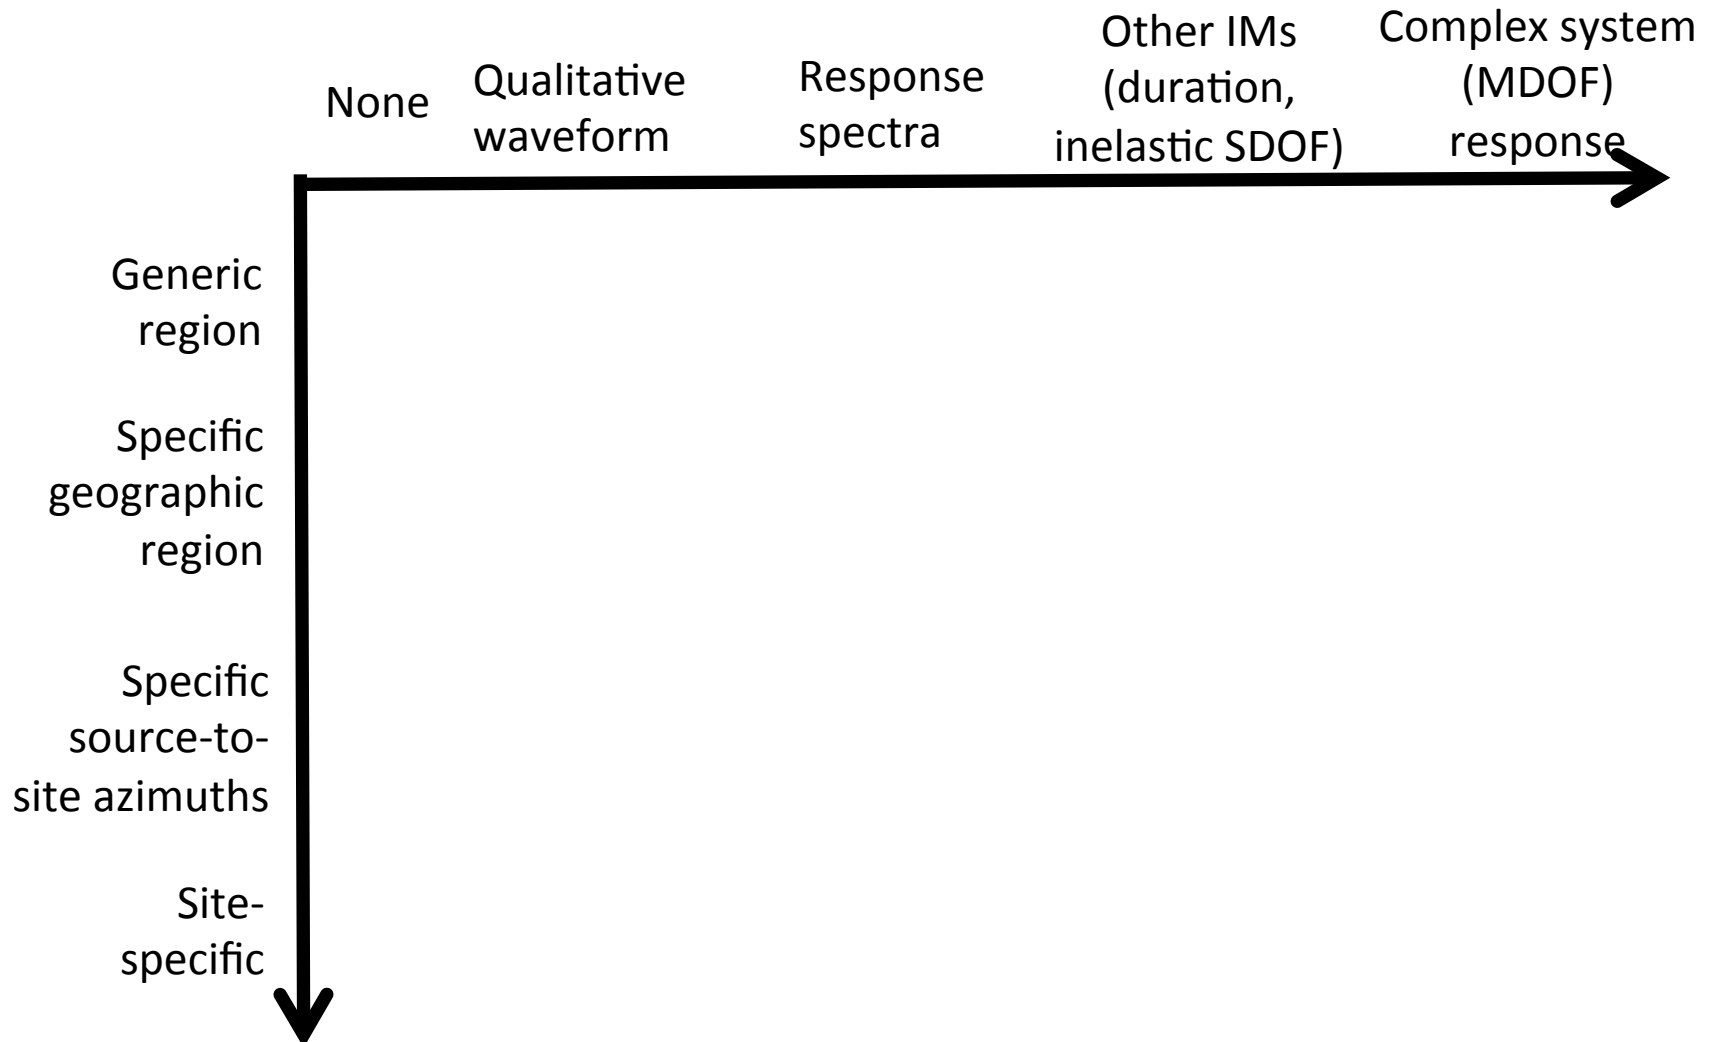 None
Qualitative
waveform
Response
spectra
Other IMs
(duration,
inelastic SDOF)
Complex system
(MDOF)
response
Generic
region
Specific
geographic
region
Specific
source-to-
site azimuths
Site-
specific